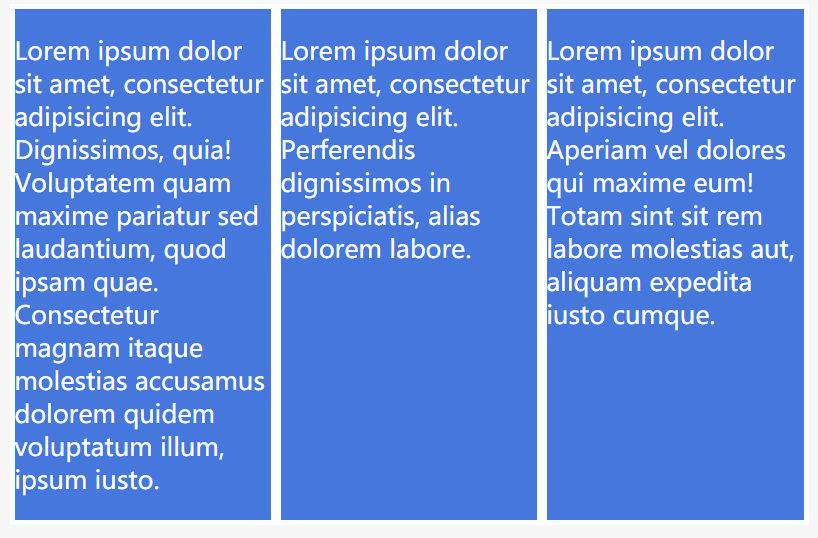 Lorem ipsum dolor
sit amet, consectetur
adipisicing elit.
Dignissimos, quia!
Voluptatem quam
maxime pariatur sed
laudantium, quod
ipsam quae.
Consectetur
magnam itaque
molestias accusamus
dolorem quidem
voluptatum illum,
ipsum iusto.
Lorem ipsum dolor
sit amet, consectetur
adipisicing elit.
Perferendis
dignissimos in
perspiciatis, alias
dolorem labore.
Lorem ipsum dolor
sit amet, consectetur
adipisicing elit.
Aperiam vel dolores
qui maxime eum!
Totam sint sit rem
labore molestias aut,
aliquam expedita
iusto cumque.